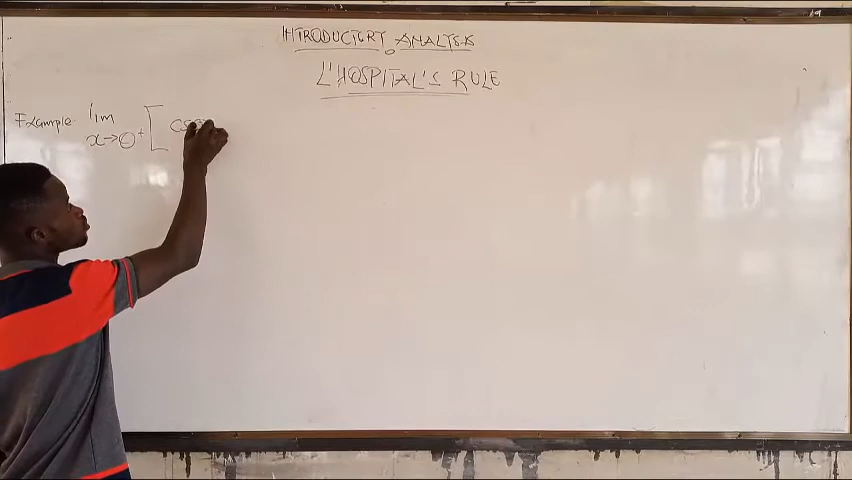 INTRODUCTORY ANALYSIS
L'HOSPITAL'S RULE
Example lim [
x→0+